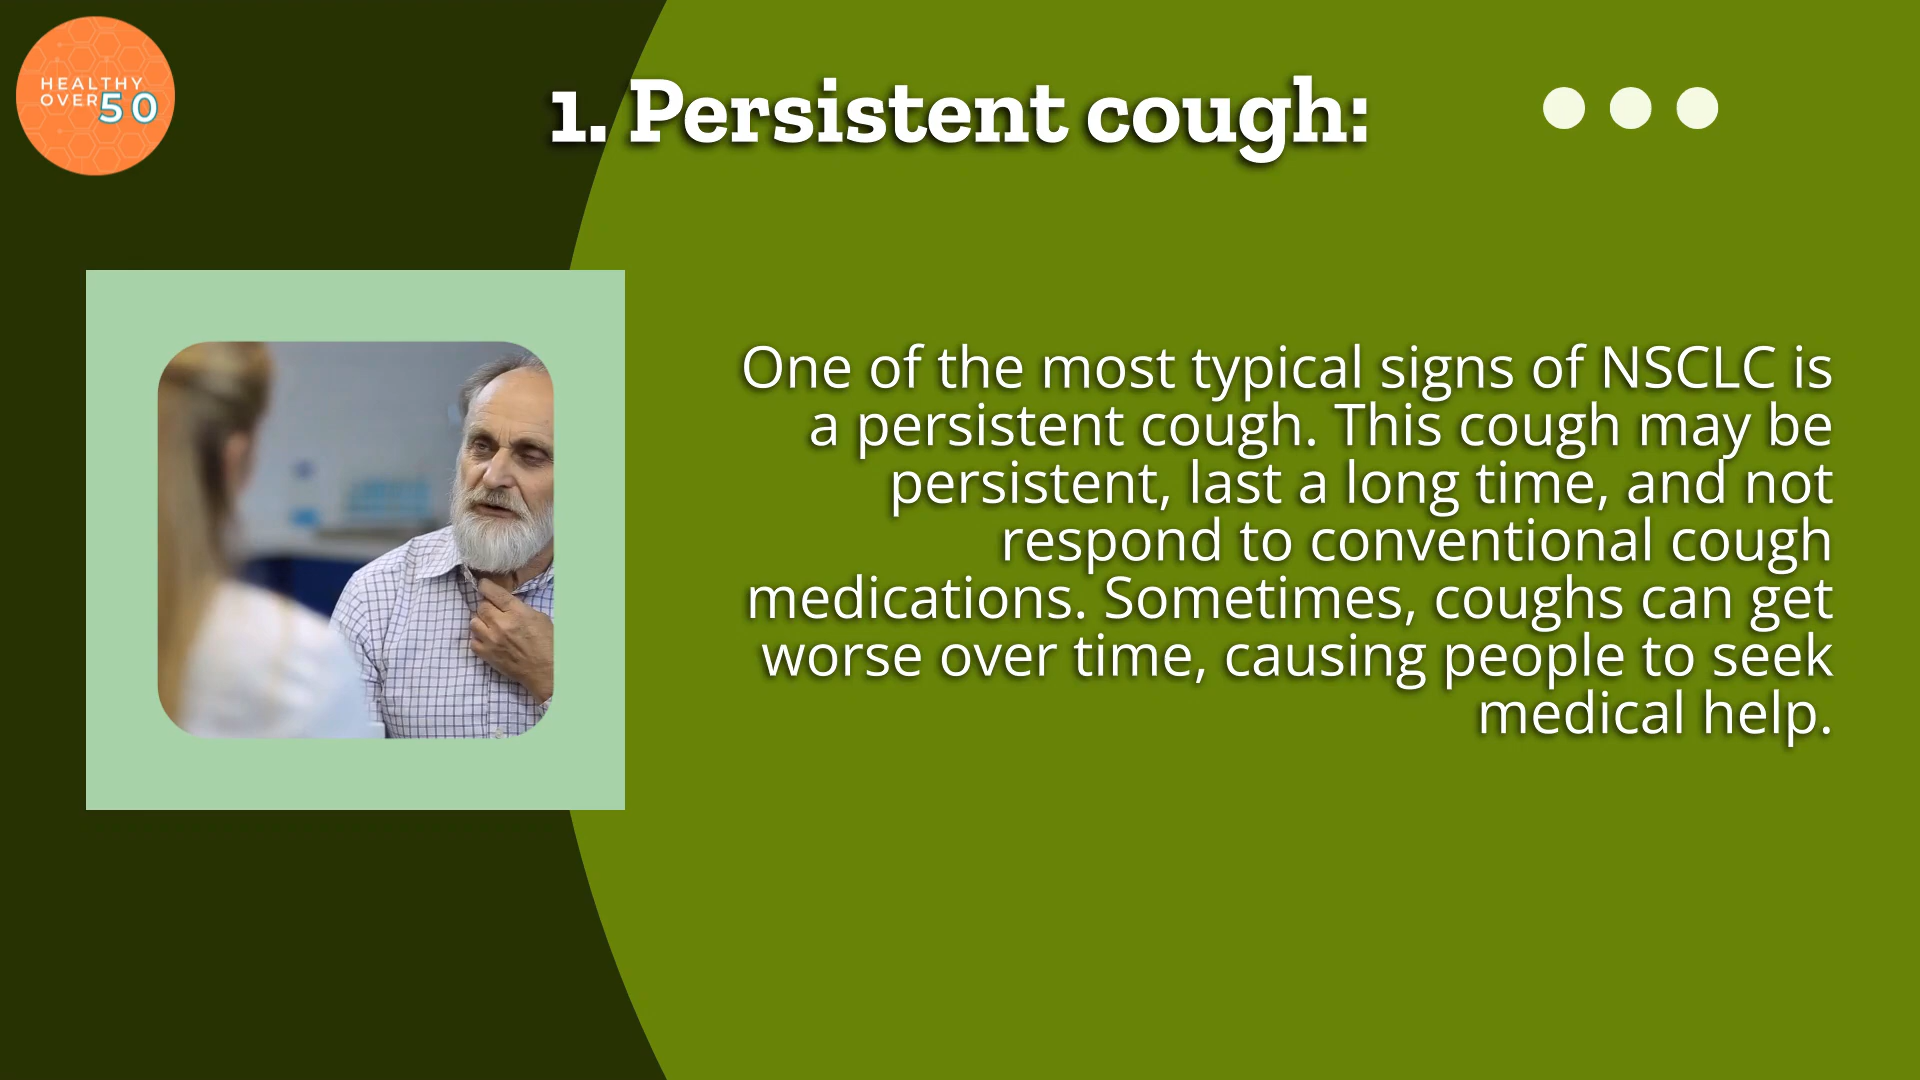 HEALTHY
OVER 50
1. Persistent cough:
One of the most typical signs of NSCLC is
a persistent cough. This cough may be
persistent, last a long time, and not
respond to conventional cough
medications. Sometimes, coughs can get
worse over time, causing people to seek
medical help.